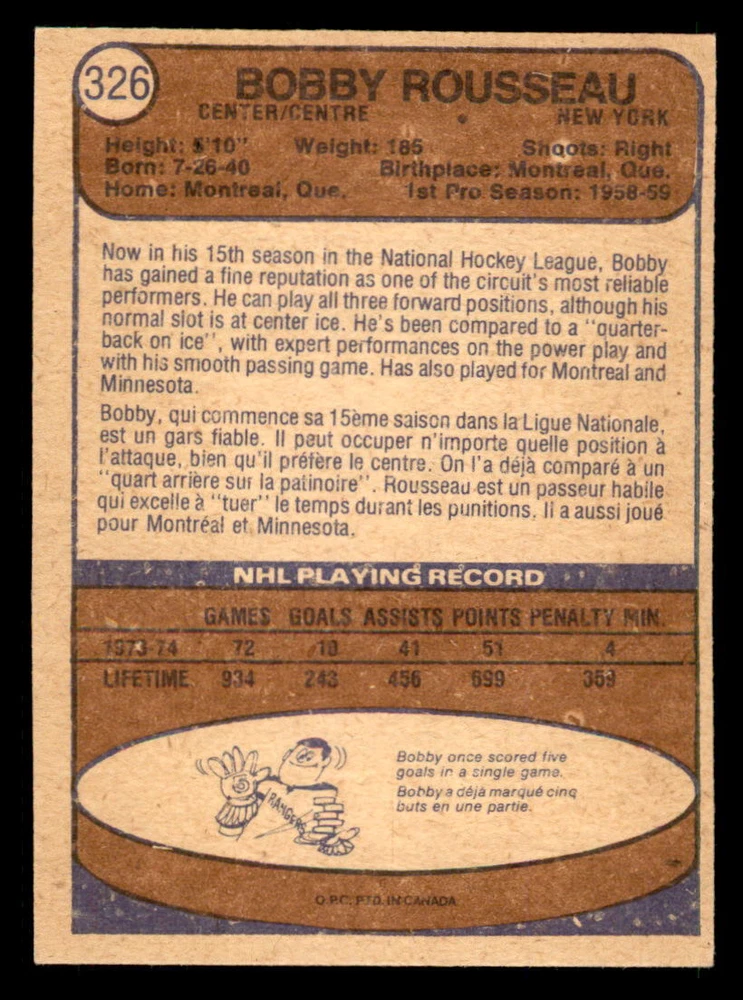 326
BOBBY ROUSSEAU
CENTER/CENTRE • NEW YORK
Height: 5'10" Weight: 185 Shoots: Right
Born: 7-26-40 Birthplace: Montreal, Que.
Home: Montreal, Que. 1st Pro Season: 1958-59
Now in his 15th season in the National Hockey League, Bobby
has gained a fine reputation as one of the circuit's most reliable
performers. He can play all three forward positions, although his
normal slot is at center ice. He's been compared to a "quarter-
back on ice", with expert performances on the power play and
with his smooth passing game. Has also played for Montreal and
Minnesota.
Bobby, qui commence sa 15ème saison dans la Ligue Nationale,
est un gars fiable. Il peut occuper n'importe quelle position à
l'attaque, bien qu'il préfère le centre. On l'a déjà comparé à un
"quart arrière sur la patinoire". Rousseau est un passeur habile
qui excelle à "tuer" le temps durant les punitions. Il a aussi joué
pour Montréal et Minnesota.
NHL PLAYING RECORD
GAMES GOALS ASSISTS POINTS PENALTY MIN.
1973-74 72 10 41 51 4
LIFETIME 934 243 456 699 359
5
RANGERS
Bobby once scored five
goals in a single game.
Bobby a déjà marqué cinq
buts en une partie.
O.P.C. PTD. IN CANADA